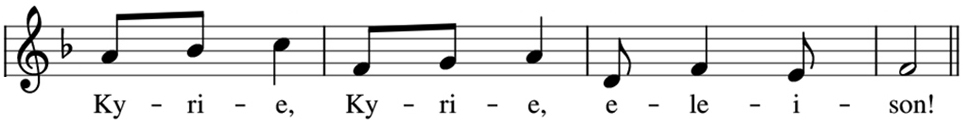 Ky – ri – e, Ky – ri – e, e – le – i – son!